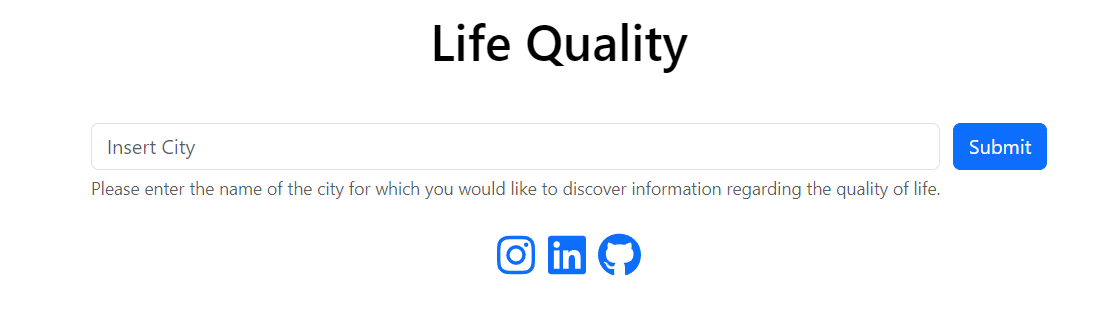 Life Quality
Insert City
Submit
Please enter the name of the city for which you would like to discover information regarding the quality of life.
in